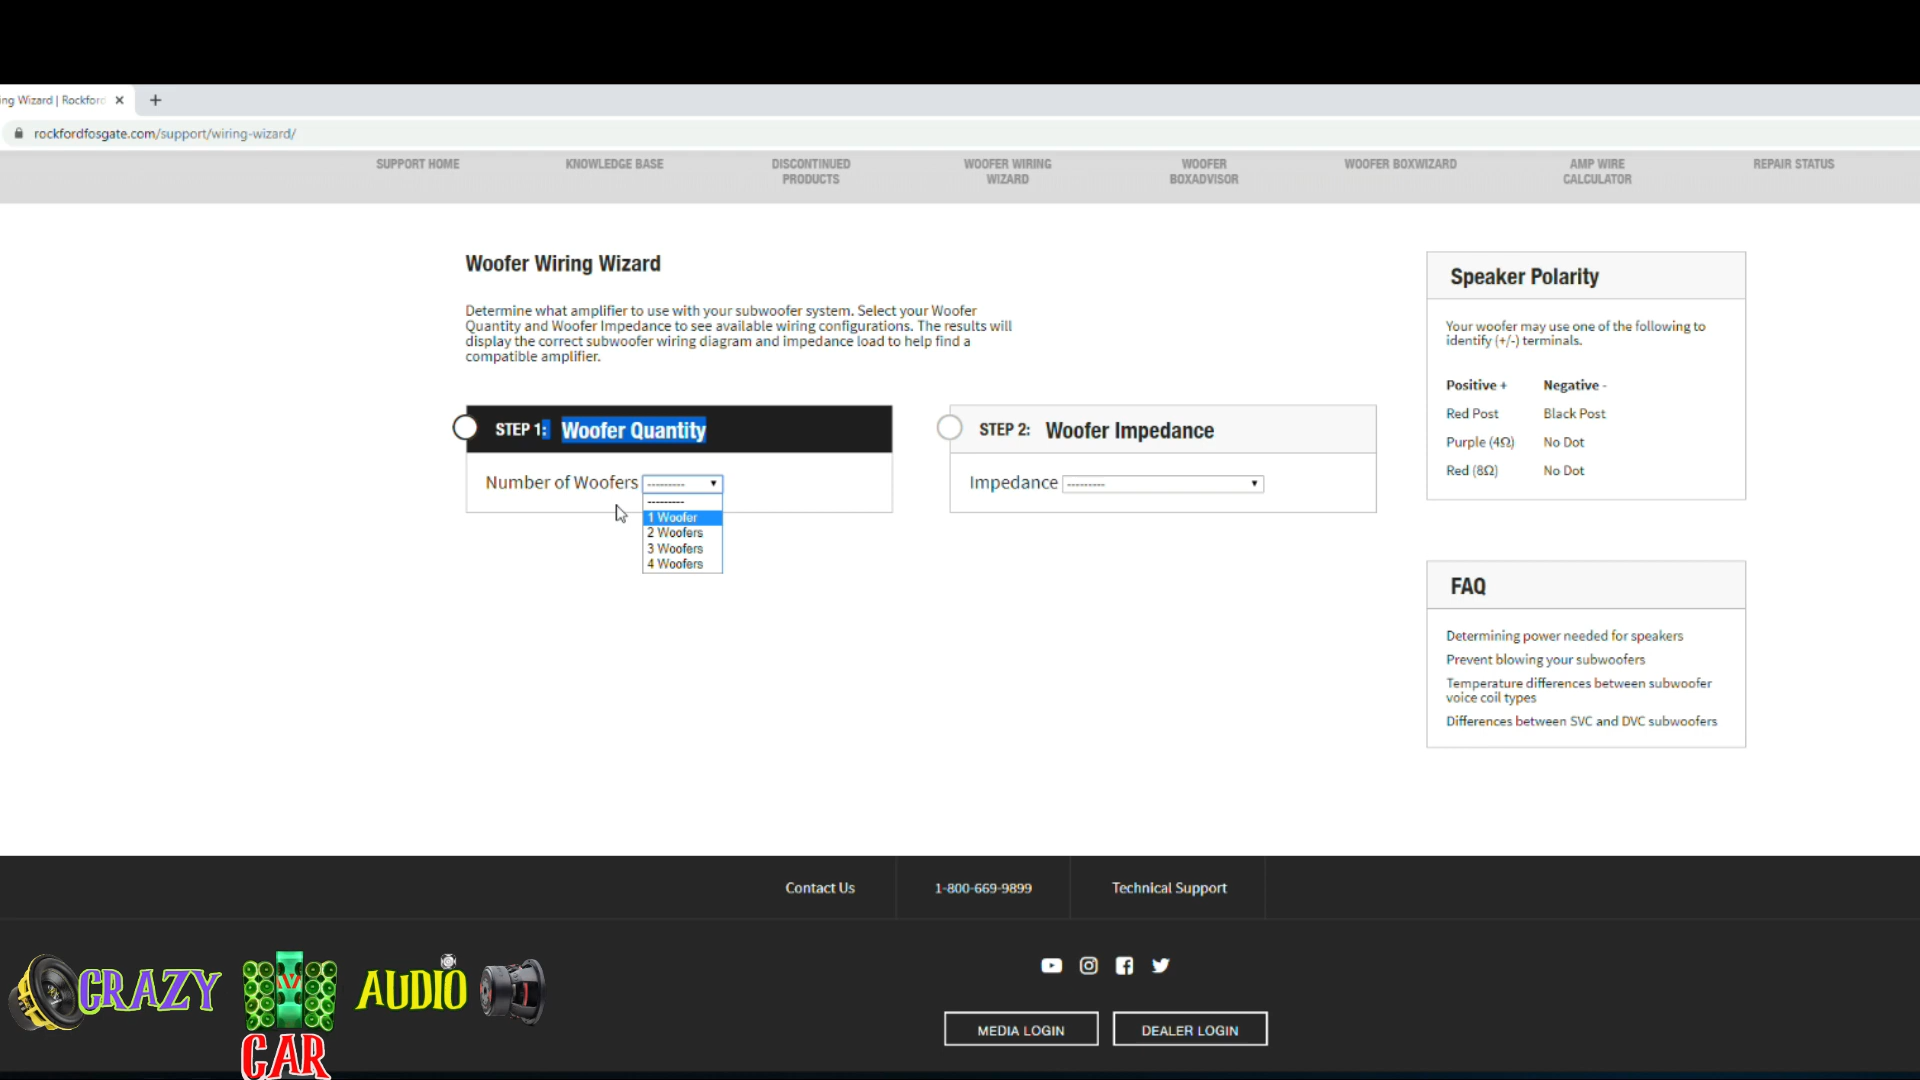 ing Wizard | Rockford
rockfordfosgate.com/support/wiring-wizard/
SUPPORT HOME
KNOWLEDGE BASE
DISCONTINUED
PRODUCTS
WOOFER WIRING
WIZARD
WOOFER
BOXADVISOR
WOOFER BOXWIZARD
AMP WIRE
CALCULATOR
REPAIR STATUS
Woofer Wiring Wizard
Determine what amplifier to use with your subwoofer system. Select your Woofer
Quantity and Woofer Impedance to see available wiring configurations. The results will
display the correct subwoofer wiring diagram and impedance load to help find a
compatible amplifier.
STEP 1: Woofer Quantity
Number of Woofers ---------
---------
1 Woofer
2 Woofers
3 Woofers
4 Woofers
STEP 2: Woofer Impedance
Impedance ---------
Speaker Polarity
Your woofer may use one of the following to
identify (+/-) terminals.
Positive + Negative -
Red Post Black Post
Purple (4Ω) No Dot
Red (8Ω) No Dot
FAQ
Determining power needed for speakers
Prevent blowing your subwoofers
Temperature differences between subwoofer
voice coil types
Differences between SVC and DVC subwoofers
Contact Us
1-800-669-9899
Technical Support
MEDIA LOGIN
DEALER LOGIN
CRAZY
CAR
AUDIO